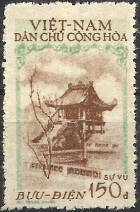 VIỆT-NAM
DÂN CHỦ CỘNG HÒA
SỰ VỤ
BƯU-ĐIỆN 150đ